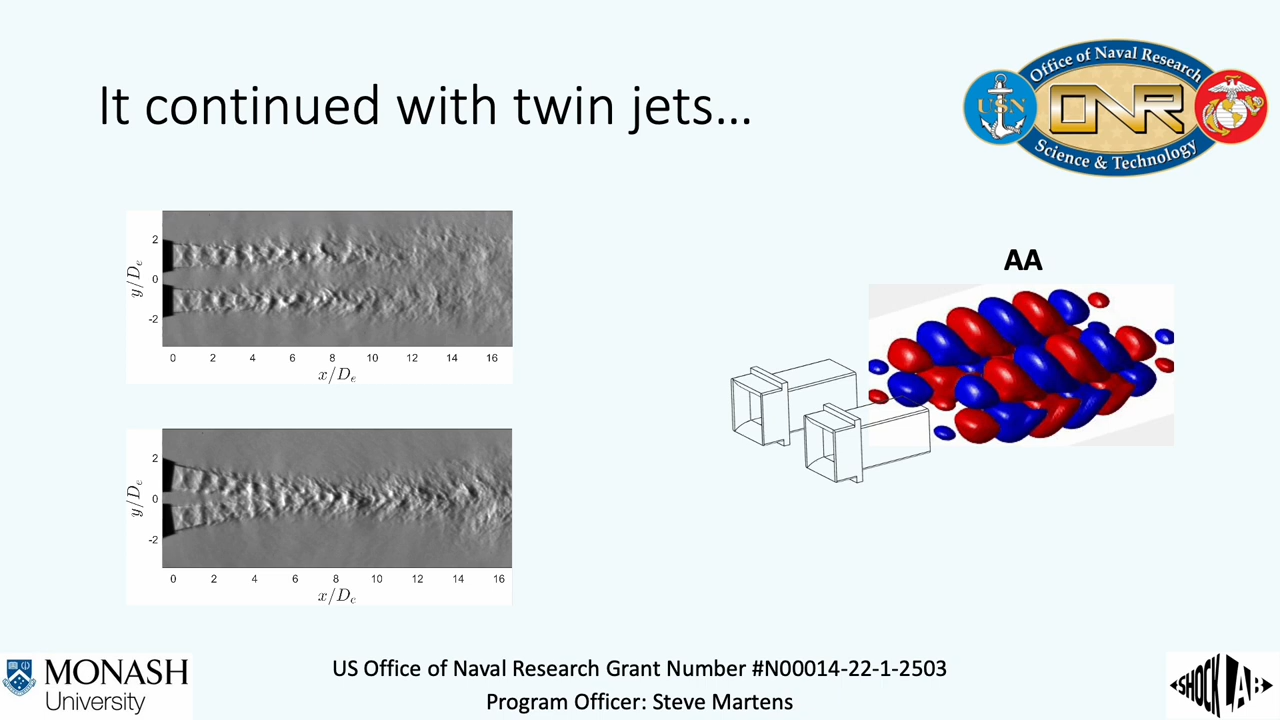 It continued with twin jets...
Office of Naval Research
USN
ONR
Science & Technology
2
0
-2
y/Dₑ
0 2 4 6 8 10 12 14 16
x/Dₑ
2
0
-2
y/Dₑ
0 2 4 6 8 10 12 14 16
x/Dₑ
AA
MONASH
University
US Office of Naval Research Grant Number #N00014-22-1-2503
Program Officer: Steve Martens
SHOCK LAB